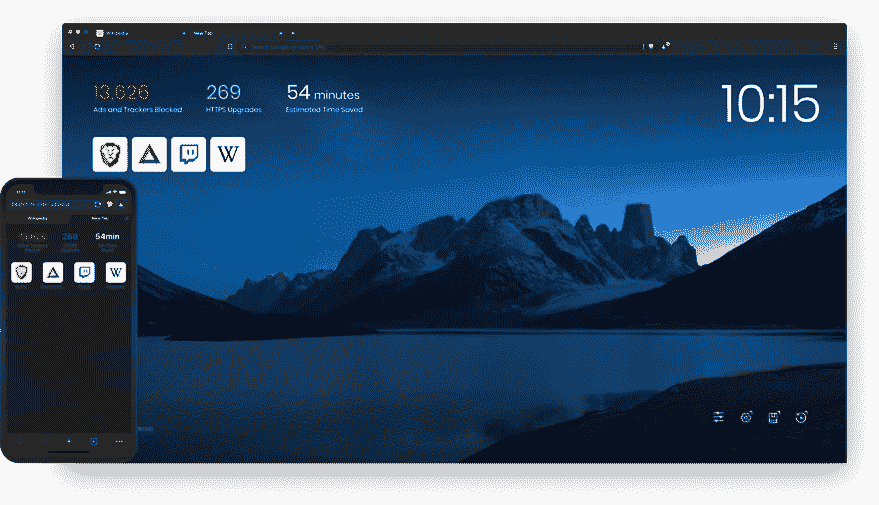 Wikipedia New Tab
Search Google or type a URL
13,626 269 54 minutes
Ads and Trackers Blocked HTTPS Upgrades Estimated Time Saved
10:15
W
Wikipedia New Tab
269 54min
W